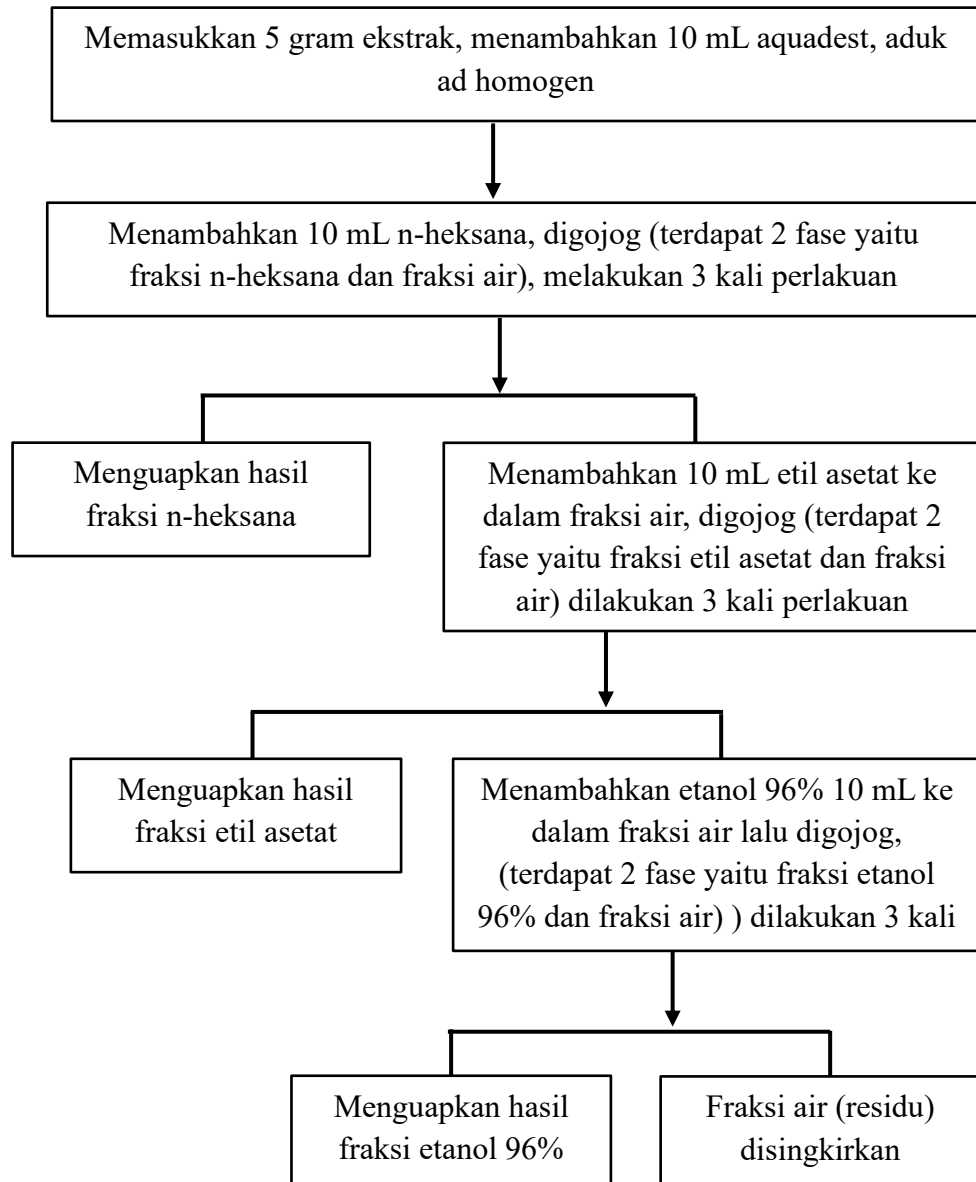 Memasukkan 5 gram ekstrak, menambahkan 10 mL aquadest, aduk
ad homogen
Menambahkan 10 mL n-heksana, digojog (terdapat 2 fase yaitu
fraksi n-heksana dan fraksi air), melakukan 3 kali perlakuan
Menguapkan hasil
fraksi n-heksana
Menambahkan 10 mL etil asetat ke
dalam fraksi air, digojog (terdapat 2
fase yaitu fraksi etil asetat dan fraksi
air) dilakukan 3 kali perlakuan
Menguapkan hasil
fraksi etil asetat
Menambahkan etanol 96% 10 mL ke
dalam fraksi air lalu digojog,
(terdapat 2 fase yaitu fraksi etanol
96% dan fraksi air) ) dilakukan 3 kali
Menguapkan hasil
fraksi etanol 96%
Fraksi air (residu)
disingkirkan